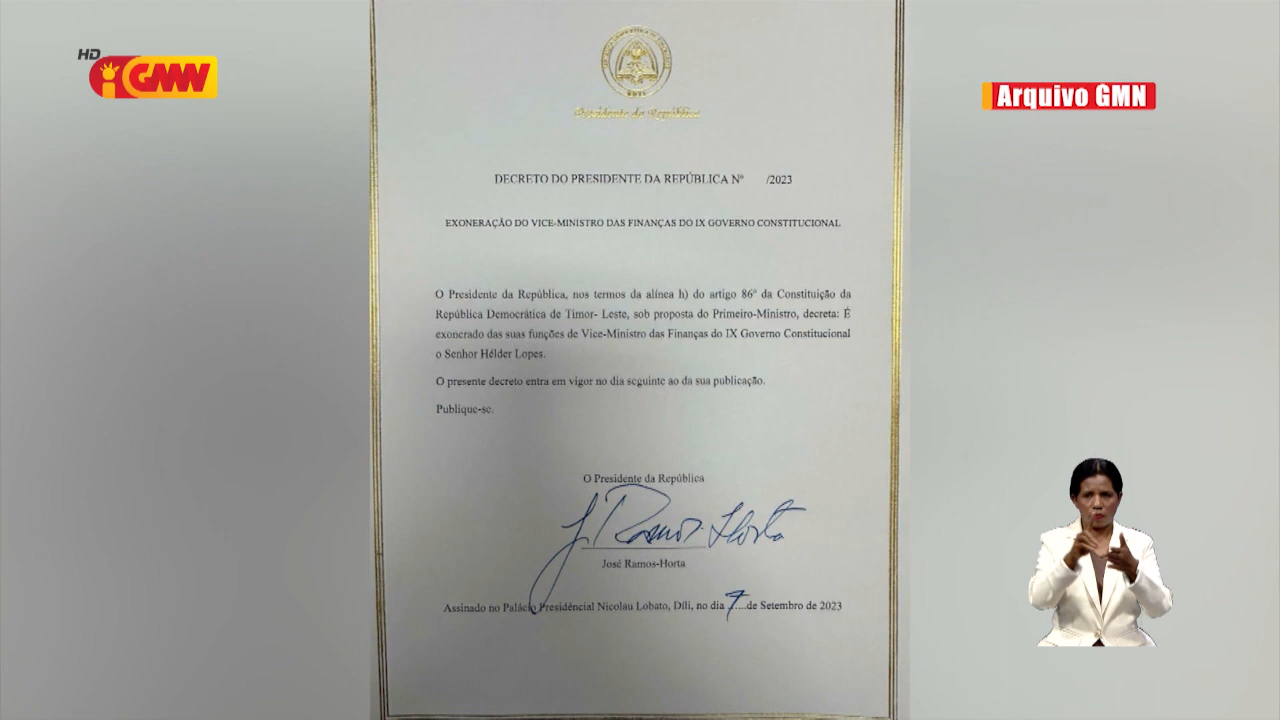 HD
GMN
Arquivo GMN
Presidente da República
DECRETO DO PRESIDENTE DA REPÚBLICA Nº /2023
EXONERAÇÃO DO VICE-MINISTRO DAS FINANÇAS DO IX GOVERNO CONSTITUCIONAL
O Presidente da República, nos termos da alínea h) do artigo 86º da Constituição da
República Democrática de Timor- Leste, sob proposta do Primeiro-Ministro, decreta: É
exonerado das suas funções de Vice-Ministro das Finanças do IX Governo Constitucional
o Senhor Hélder Lopes.
O presente decreto entra em vigor no dia seguinte ao da sua publicação.
Publique-se.
O Presidente da República
J. Ramos-Horta
José Ramos-Horta
Assinado no Palácio Presidêncial Nicolau Lobato, Díli, no dia 7....de Setembro de 2023